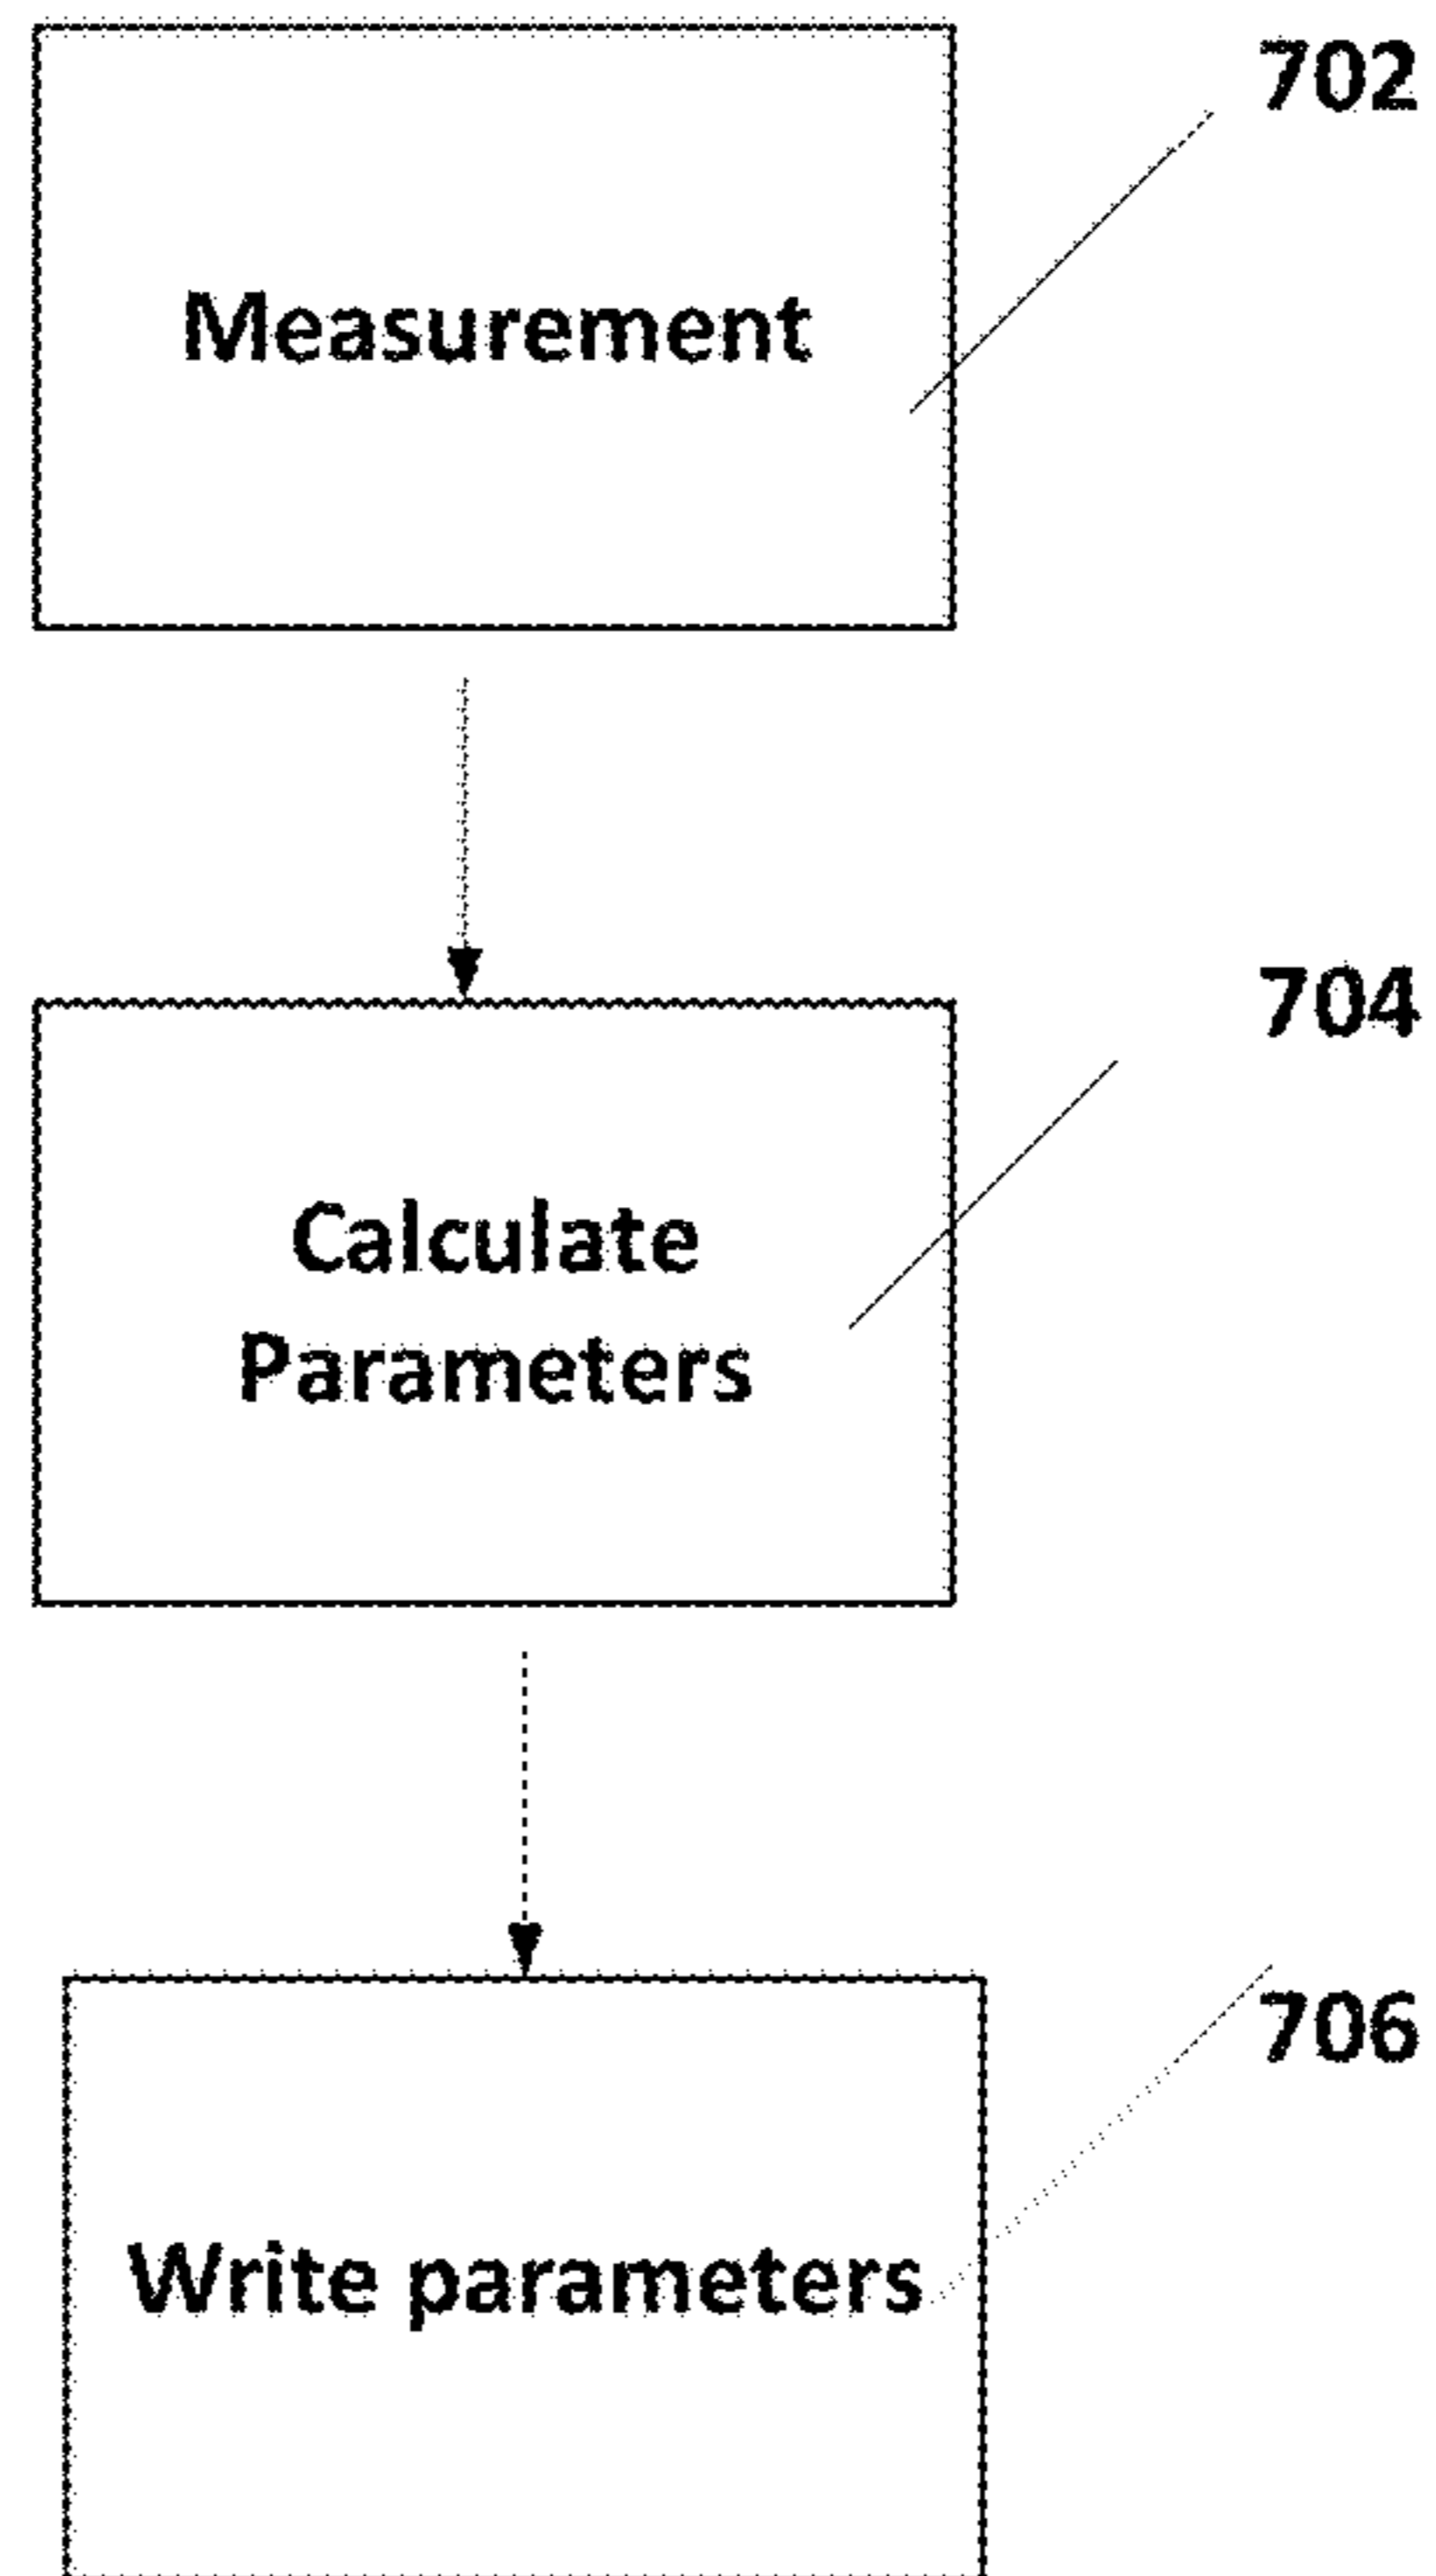 702
Measurement
704
Calculate
Parameters
706
Write parameters